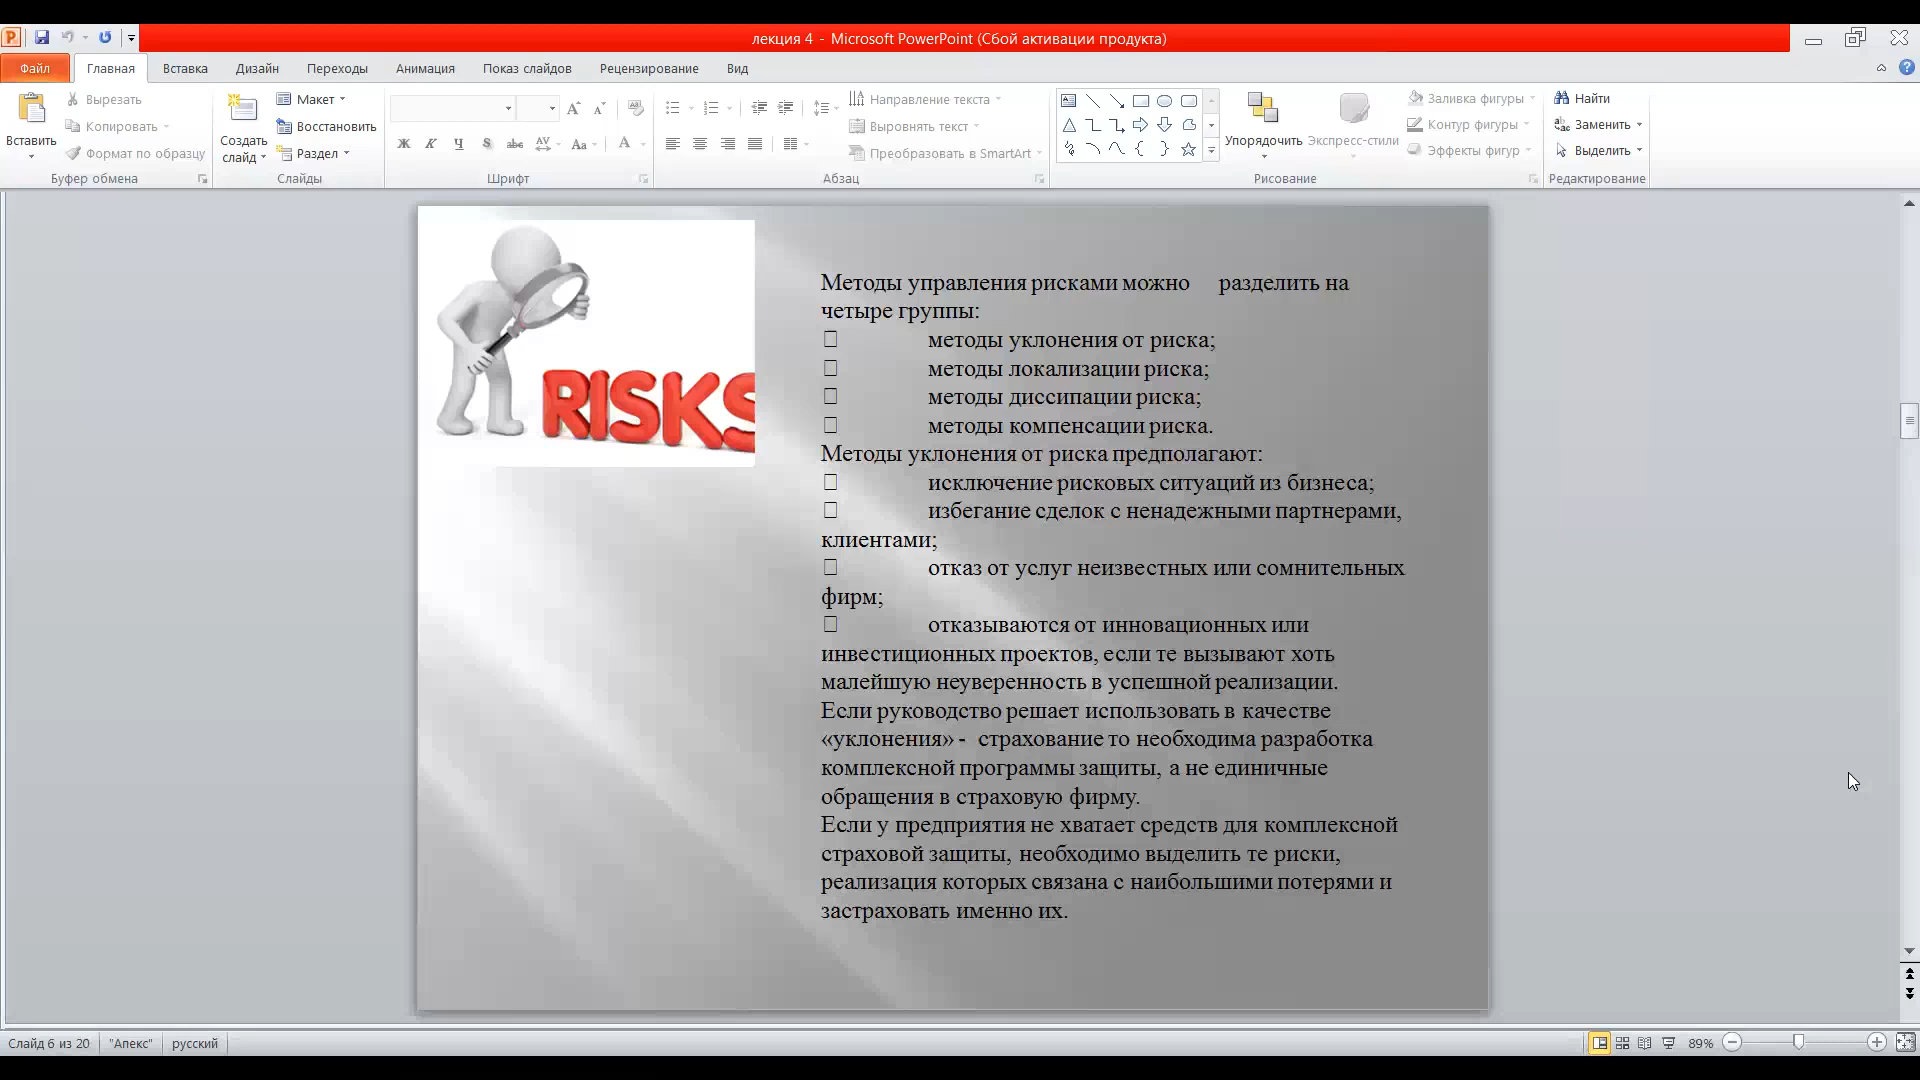 лекция 4 - Microsoft PowerPoint (Сбой активации продукта)
Файл Главная Вставка Дизайн Переходы Анимация Показ слайдов Рецензирование Вид
Вставить
Вырезать
Копировать
Формат по образцу
Буфер обмена
Создать слайд
Макет
Восстановить
Раздел
Слайды
Ж К Ч S abc AV Aa A
Шрифт
Направление текста
Выровнять текст
Преобразовать в SmartArt
Абзац
Упорядочить
Экспресс-стили
Заливка фигуры
Контур фигуры
Эффекты фигур
Рисование
Найти
Заменить
Выделить
Редактирование
RISKS
Методы управления рисками можно разделить на
четыре группы:
методы уклонения от риска;
методы локализации риска;
методы диссипации риска;
методы компенсации риска.
Методы уклонения от риска предполагают:
исключение рисковых ситуаций из бизнеса;
избегание сделок с ненадежными партнерами,
клиентами;
отказ от услуг неизвестных или сомнительных
фирм;
отказываются от инновационных или
инвестиционных проектов, если те вызывают хоть
малейшую неуверенность в успешной реализации.
Если руководство решает использовать в качестве
«уклонения» - страхование то необходима разработка
комплексной программы защиты, а не единичные
обращения в страховую фирму.
Если у предприятия не хватает средств для комплексной
страховой защиты, необходимо выделить те риски,
реализация которых связана с наибольшими потерями и
застраховать именно их.
Слайд 6 из 20 "Апекс" русский 89%